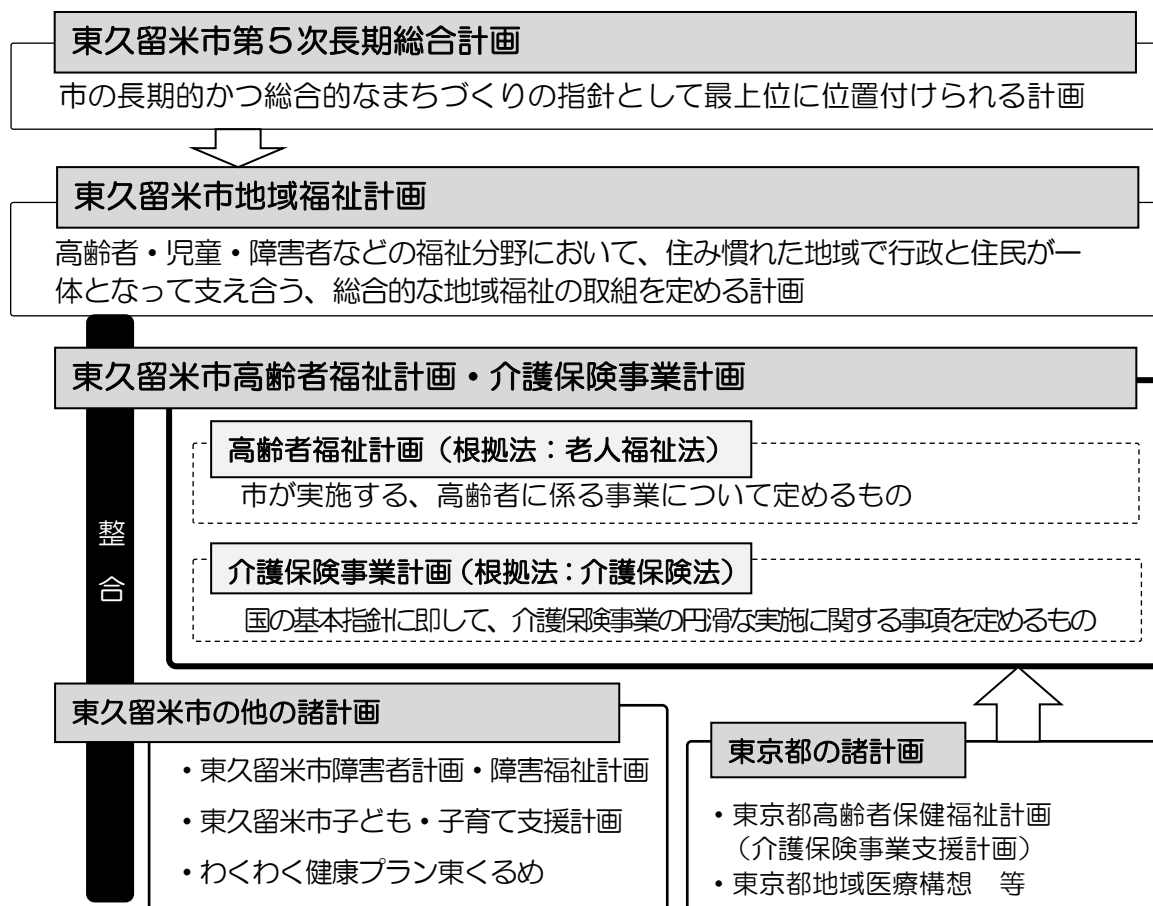 東久留米市第５次長期総合計画
市の長期的かつ総合的なまちづくりの指針として最上位に位置付けられる計画
東久留米市地域福祉計画
高齢者・児童・障害者などの福祉分野において、住み慣れた地域で行政と住民が一
体となって支え合う、総合的な地域福祉の取組を定める計画
東久留米市高齢者福祉計画・介護保険事業計画
高齢者福祉計画（根拠法：老人福祉法）
市が実施する、高齢者に係る事業について定めるもの
整
合
介護保険事業計画（根拠法：介護保険法）
国の基本指針に即して、介護保険事業の円滑な実施に関する事項を定めるもの
東久留米市の他の諸計画
・東久留米市障害者計画・障害福祉計画
・東久留米市子ども・子育て支援計画
・わくわく健康プラン東くるめ
東京都の諸計画
・東京都高齢者保健福祉計画
（介護保険事業支援計画）
・東京都地域医療構想　等